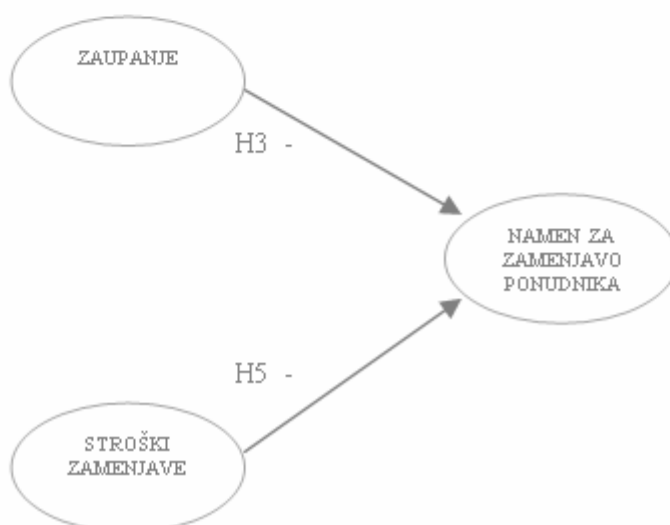 ZAUPANJE
H3 -
NAMEN ZA
ZAMENJAVO
PONUDNIKA
H5 -
STROŠKI
ZAMENJAVE